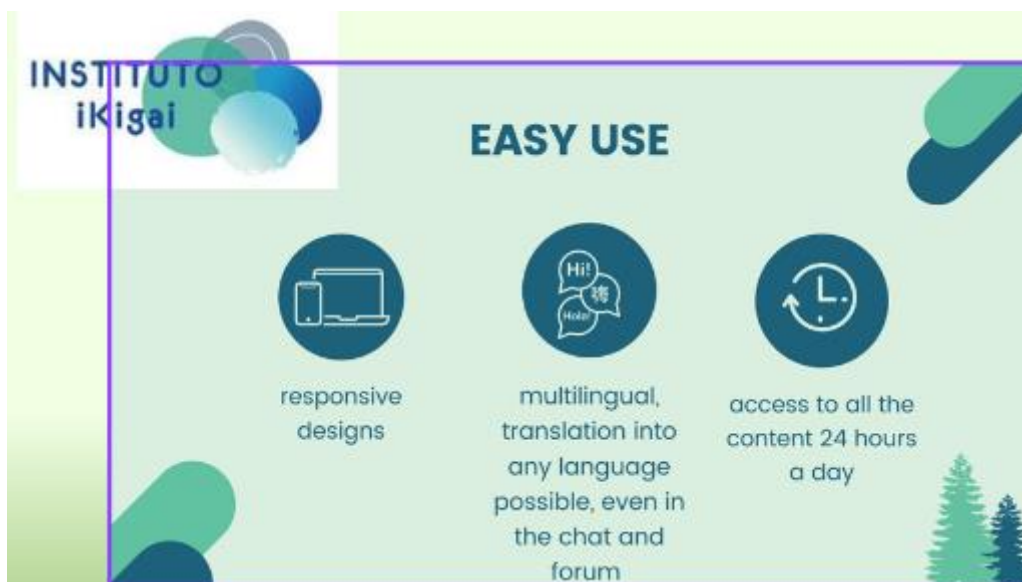 INSTITUTO
iKigai
EASY USE
Hi!
Hola!
responsive
designs
multilingual,
translation into
any language
possible, even in
the chat and
forum
access to all the
content 24 hours
a day